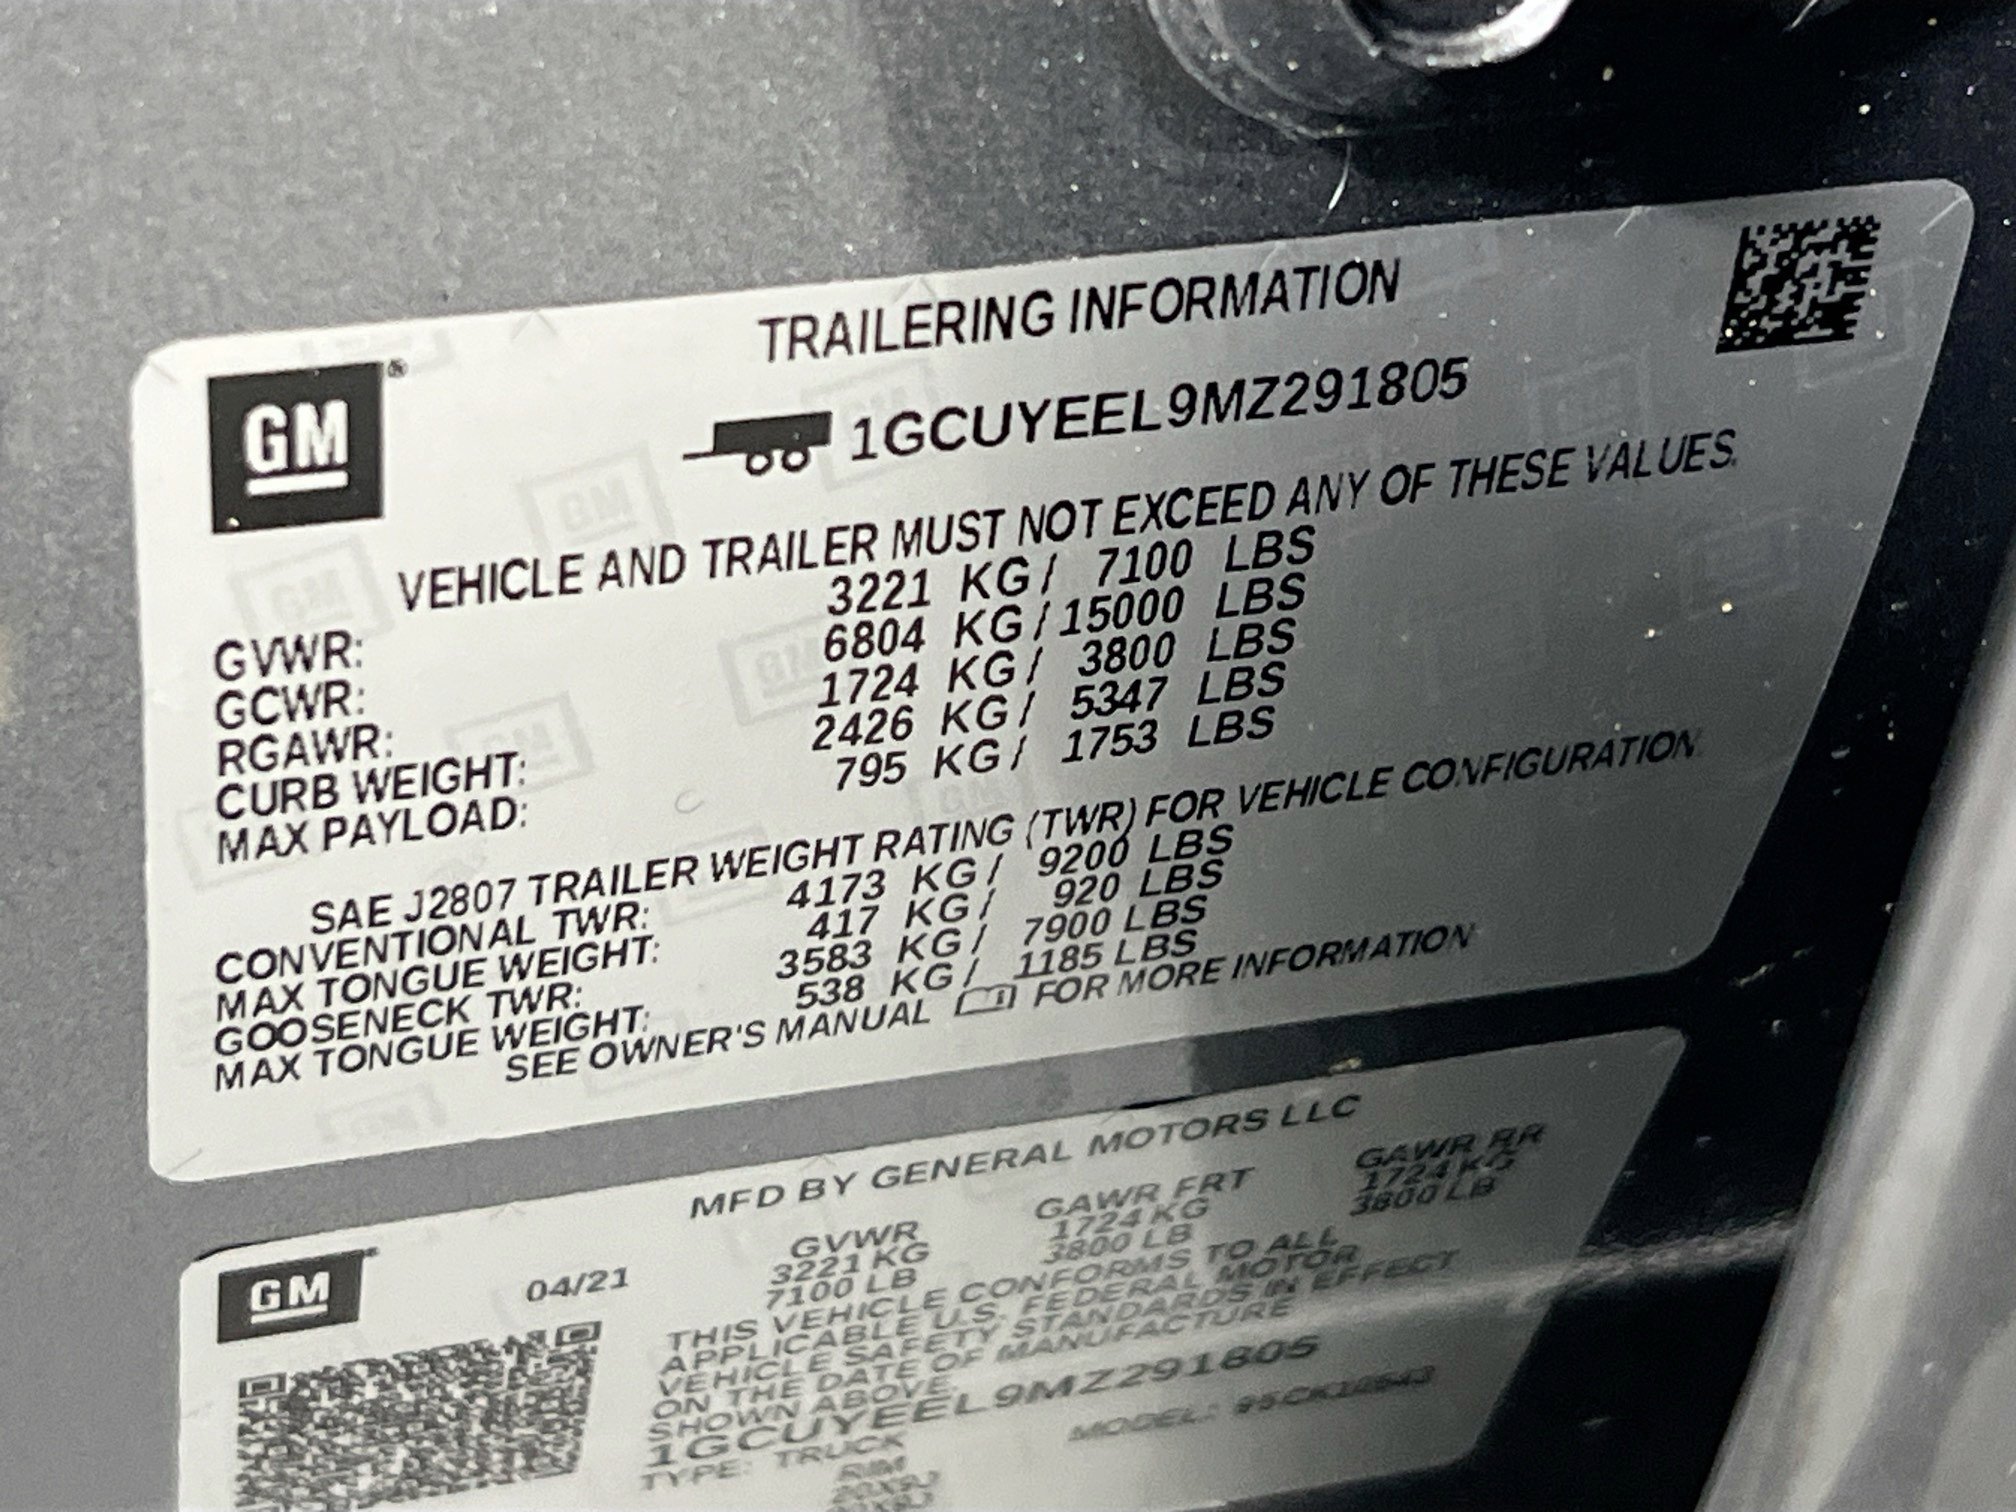 TRAILERING INFORMATION
GM
1GCUYEEL9MZ291805
VEHICLE AND TRAILER MUST NOT EXCEED ANY OF THESE VALUES.
GVWR: 3221 KG / 7100 LBS
GCWR: 6804 KG / 15000 LBS
RGAWR: 1724 KG / 3800 LBS
CURB WEIGHT: 2426 KG / 5347 LBS
MAX PAYLOAD: 795 KG / 1753 LBS
SAE J2807 TRAILER WEIGHT RATING (TWR) FOR VEHICLE CONFIGURATION.
CONVENTIONAL TWR: 4173 KG / 9200 LBS
MAX TONGUE WEIGHT: 417 KG / 920 LBS
GOOSENECK TWR: 3583 KG / 7900 LBS
MAX TONGUE WEIGHT: 538 KG / 1185 LBS
SEE OWNER'S MANUAL FOR MORE INFORMATION
MFD BY GENERAL MOTORS LLC
GM
04/21
GVWR GAWR FRT GAWR RR
3221 KG 1724 KG 1724 KG
7100 LB 3800 LB 3800 LB
THIS VEHICLE CONFORMS TO ALL
APPLICABLE U.S. FEDERAL MOTOR
VEHICLE SAFETY STANDARDS IN EFFECT
ON THE DATE OF MANUFACTURE
SHOWN ABOVE.
1GCUYEEL9MZ291805
TYPE: TRUCK MODEL:
RIM